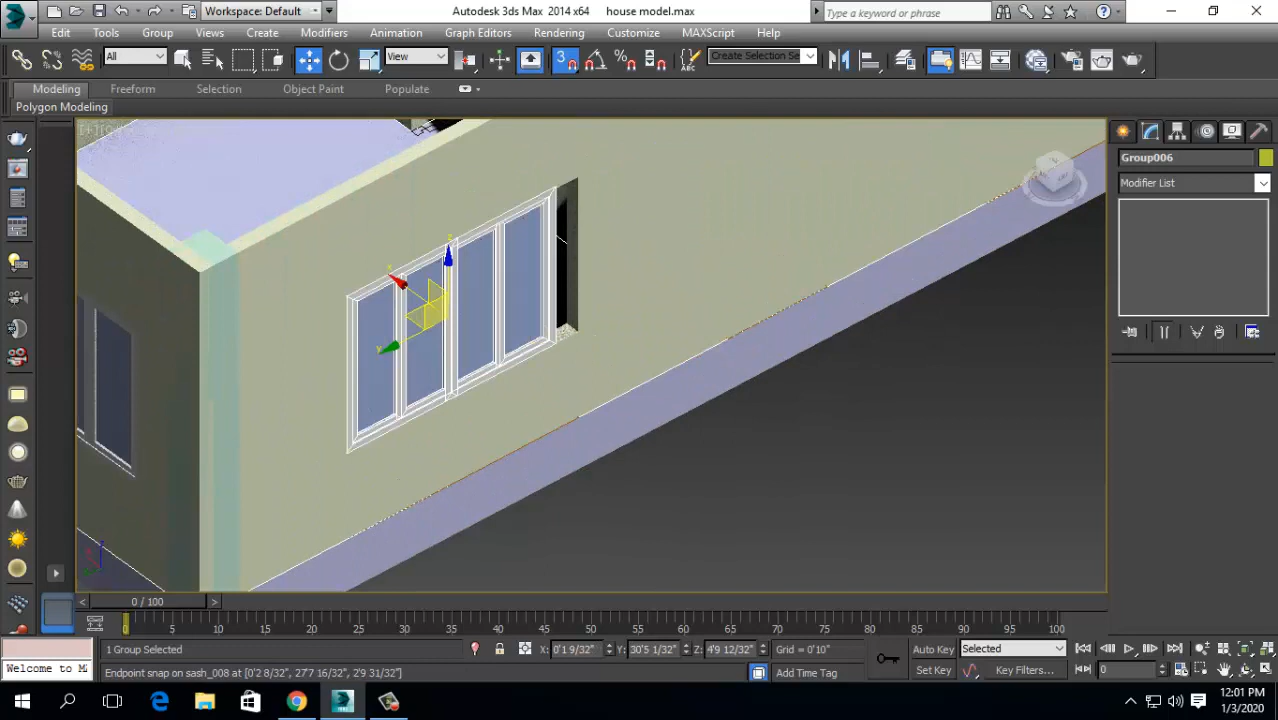 Workspace: Default
Autodesk 3ds Max 2014 x64 house model.max
Type a keyword or phrase
Edit Tools Group Views Create Modifiers Animation Graph Editors Rendering Customize MAXScript Help
All
View
3
Create Selection Se
Modeling Freeform Selection Object Paint Populate
Polygon Modeling
Group006
Modifier List
0 / 100
0 5 10 15 20 25 30 35 40 45 50 55 60 65 70 75 80 85 90 95 100
1 Group Selected
X: 0'1 9/32" Y: 30'5 1/32" Z: 4'9 12/32" Grid = 0'10"
Auto Key Selected
Welcome to M
Endpoint snap on sash_008 at [0'2 8/32", 27'7 16/32", 2'9 31/32"]
Add Time Tag
Set Key Key Filters... 0
12:01 PM
1/3/2020